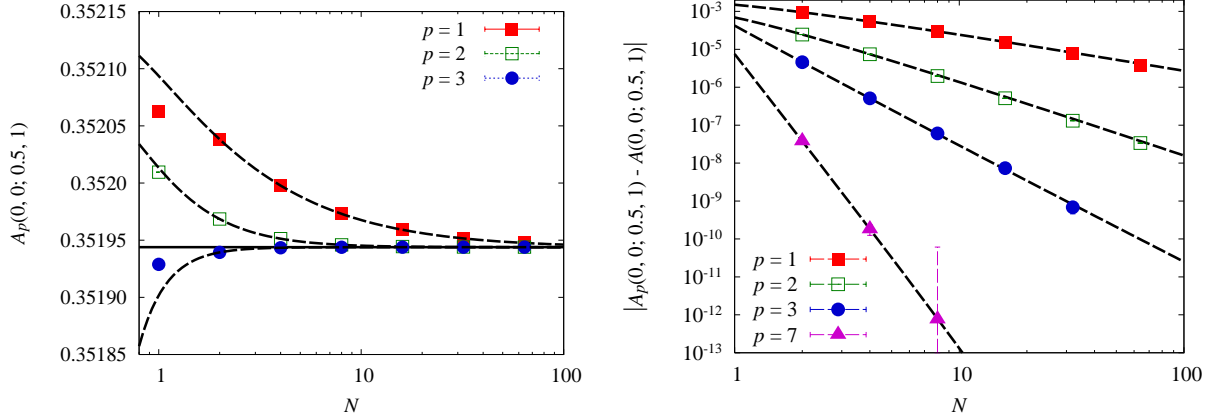 0.35215
0.35210
0.35205
0.3520
0.35195
0.35190
0.35185
A_p(0, 0; 0.5, 1)
p = 1
p = 2
p = 3
1
10
100
N
10^-3
10^-5
10^-6
10^-7
10^-8
10^-9
10^-10
10^-11
10^-12
10^-13
|A_p(0, 0; 0.5, 1) - A(0, 0; 0.5, 1)|
p = 1
p = 2
p = 3
p = 7
1
10
100
N